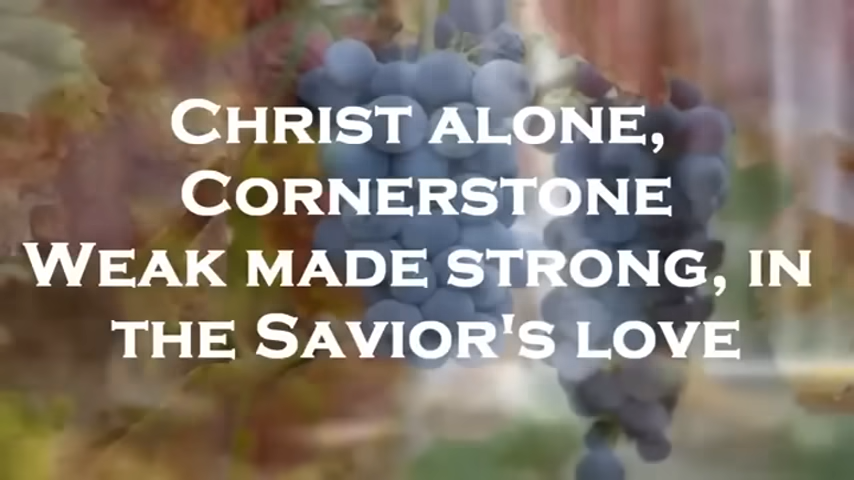 Christ alone,
Cornerstone
Weak made strong, in
the Savior's love